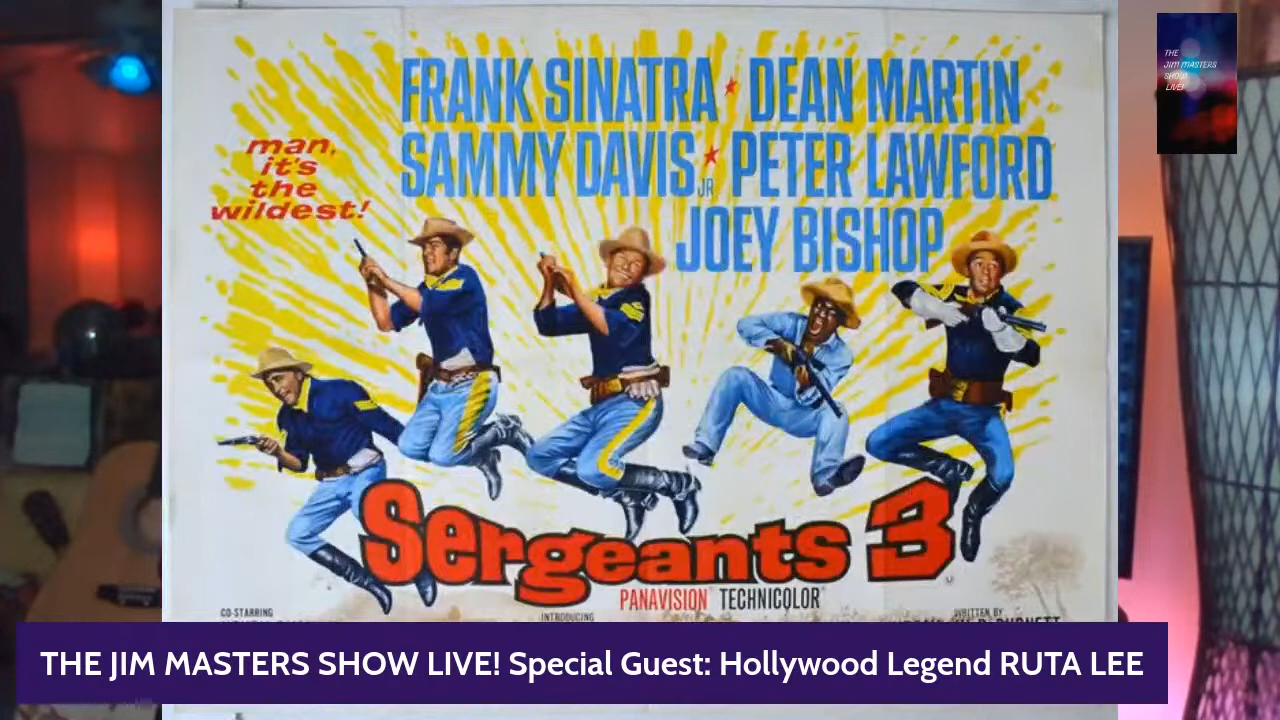 FRANK SINATRA ★ DEAN MARTIN
SAMMY DAVIS JR ★ PETER LAWFORD
JOEY BISHOP
man,
it's
the
wildest!
Sergeants 3
PANAVISION TECHNICOLOR
CO-STARRING
INTRODUCING
WRITTEN BY
THE
JIM MASTERS
SHOW
LIVE!
THE JIM MASTERS SHOW LIVE! Special Guest: Hollywood Legend RUTA LEE